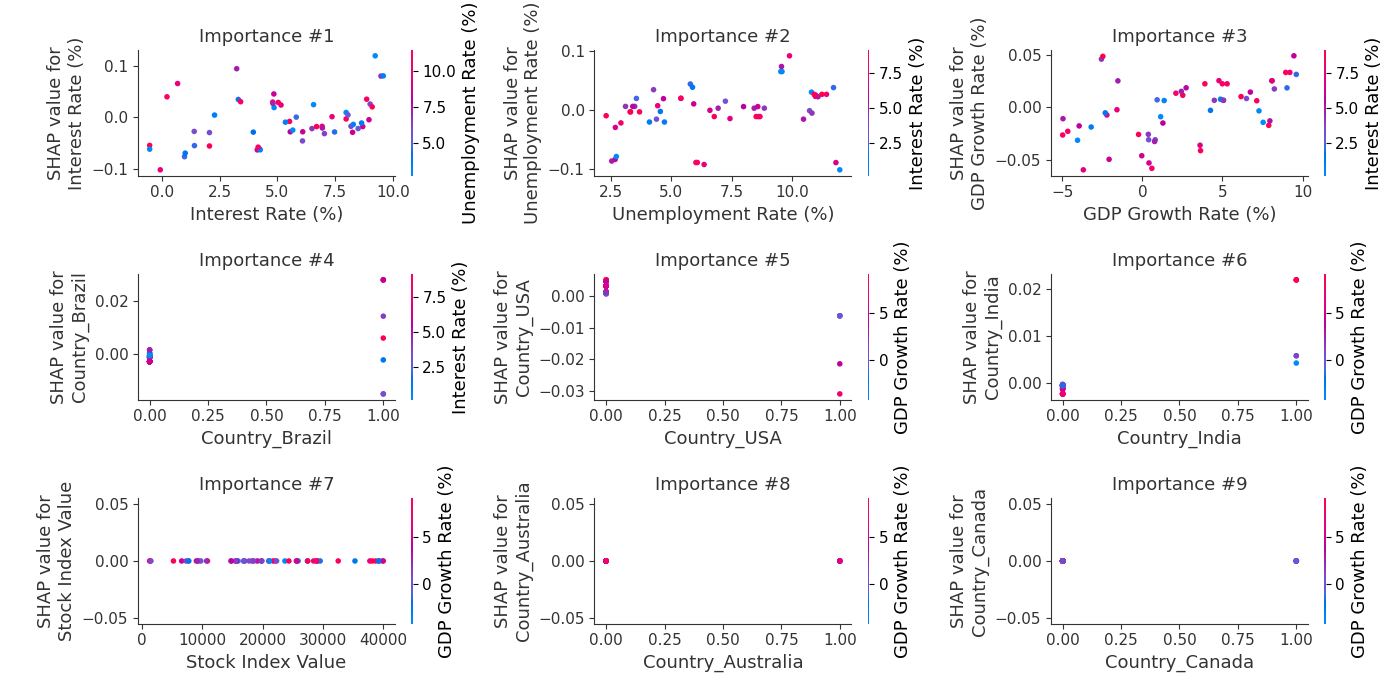 Importance #1
SHAP value for
Interest Rate (%)
0.1
0.0
−0.1
0.0
2.5
5.0
7.5
10.0
Interest Rate (%)
10.0
7.5
5.0
Unemployment Rate (%)
Importance #2
SHAP value for
Unemployment Rate (%)
0.1
0.0
−0.1
2.5
5.0
7.5
10.0
Unemployment Rate (%)
7.5
5.0
2.5
Interest Rate (%)
Importance #3
SHAP value for
GDP Growth Rate (%)
0.05
0.00
−0.05
−5
0
5
10
GDP Growth Rate (%)
7.5
5.0
2.5
Interest Rate (%)
Importance #4
SHAP value for
Country_Brazil
0.02
0.00
0.00
0.25
0.50
0.75
1.00
Country_Brazil
7.5
5.0
2.5
Interest Rate (%)
Importance #5
SHAP value for
Country_USA
0.00
−0.01
−0.02
−0.03
0.00
0.25
0.50
0.75
1.00
Country_USA
5
0
GDP Growth Rate (%)
Importance #6
SHAP value for
Country_India
0.02
0.01
0.00
0.00
0.25
0.50
0.75
1.00
Country_India
5
0
GDP Growth Rate (%)
Importance #7
SHAP value for
Stock Index Value
0.05
0.00
−0.05
0
10000
20000
30000
40000
Stock Index Value
5
0
GDP Growth Rate (%)
Importance #8
SHAP value for
Country_Australia
0.05
0.00
−0.05
0.00
0.25
0.50
0.75
1.00
Country_Australia
5
0
GDP Growth Rate (%)
Importance #9
SHAP value for
Country_Canada
0.05
0.00
−0.05
0.00
0.25
0.50
0.75
1.00
Country_Canada
5
0
GDP Growth Rate (%)